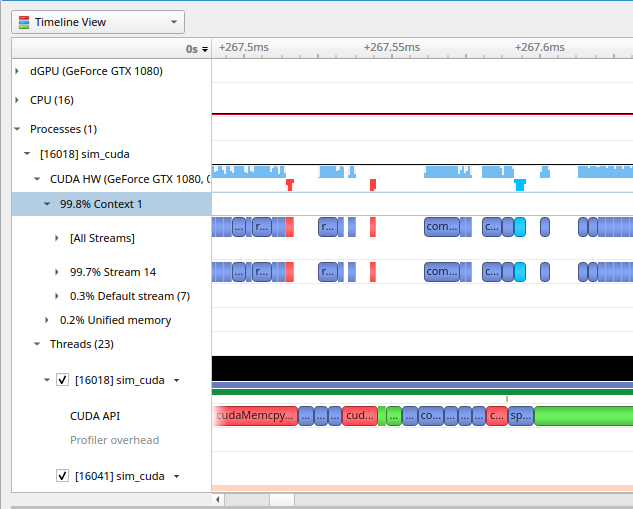 Timeline View
0s +267.5ms +267.55ms +267.6ms
dGPU (GeForce GTX 1080)
CPU (16)
Processes (1)
[16018] sim_cuda
CUDA HW (GeForce GTX 1080, 0
99.8% Context 1
[All Streams] ... r... r... com... c...
99.7% Stream 14 ... r... r... com... c...
0.3% Default stream (7)
0.2% Unified memory
Threads (23)
[16018] sim_cuda
CUDA API cudaMemcpy... ... ... ... cud... ... ... co... ... ... ... c... sp...
Profiler overhead
[16041] sim_cuda